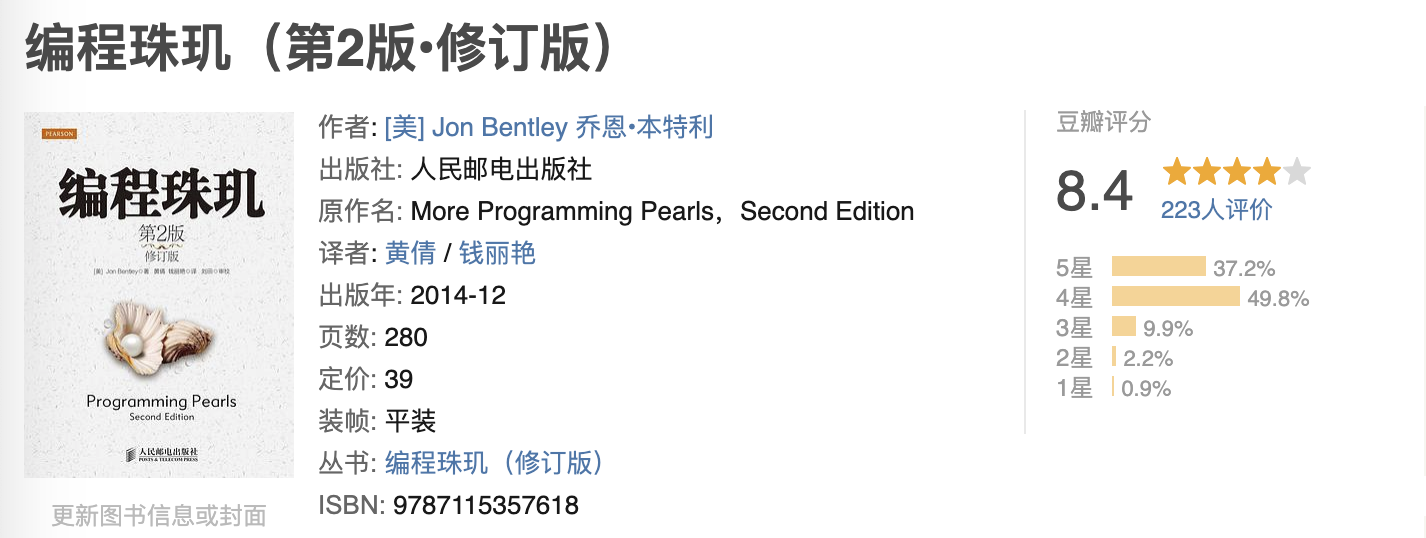 编程珠玑（第2版•修订版）
PEARSON
编程珠玑
第2版
修订版
[美] Jon Bentley◎著 黄倩 钱丽艳◎译 刘田◎审校
Programming Pearls
Second Edition
人民邮电出版社
POSTS & TELECOM PRESS
更新图书信息或封面
作者: [美] Jon Bentley 乔恩•本特利
出版社: 人民邮电出版社
原作名: More Programming Pearls，Second Edition
译者: 黄倩 / 钱丽艳
出版年: 2014-12
页数: 280
定价: 39
装帧: 平装
丛书: 编程珠玑（修订版）
ISBN: 9787115357618
豆瓣评分
8.4
223人评价
5星 37.2%
4星 49.8%
3星 9.9%
2星 2.2%
1星 0.9%